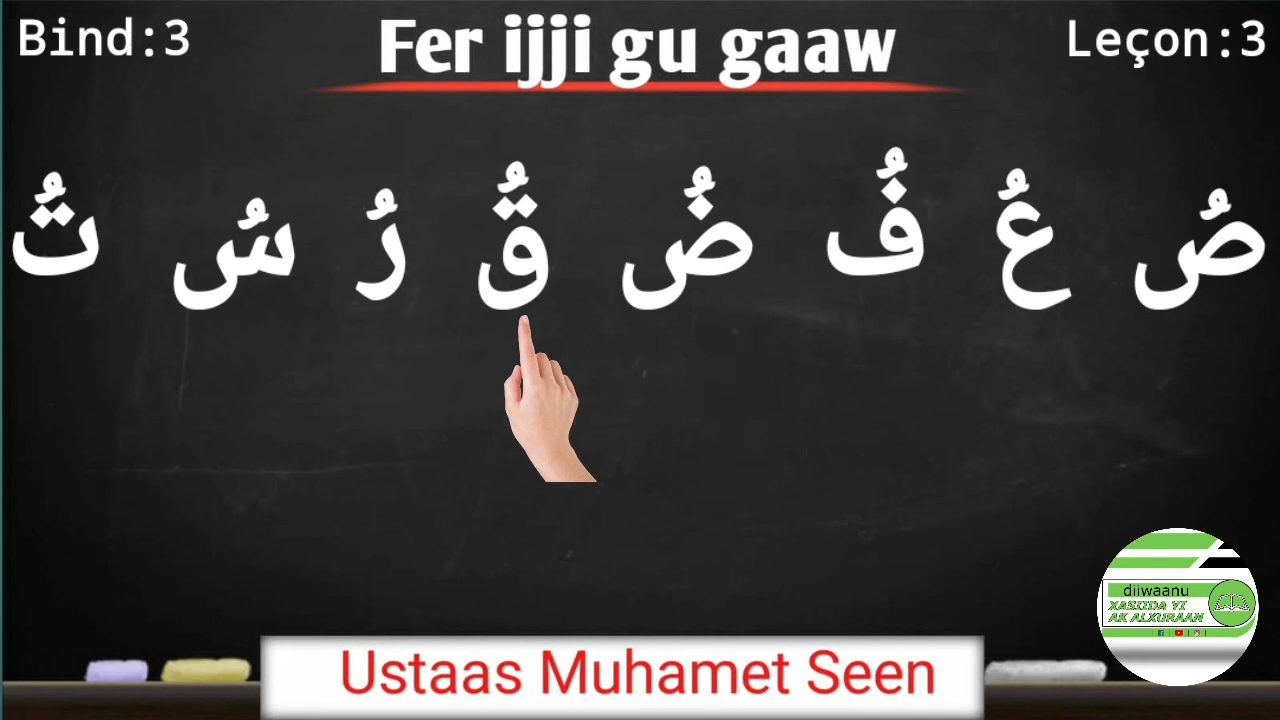 Bind:3
Fer ijji gu gaaw
Leçon:3
صُ عُ فُ ضُ قُ رُ سُ تُ
diiwaanu
XASIIDA YI
AK ALXURAAN
Ustaas Muhamet Seen